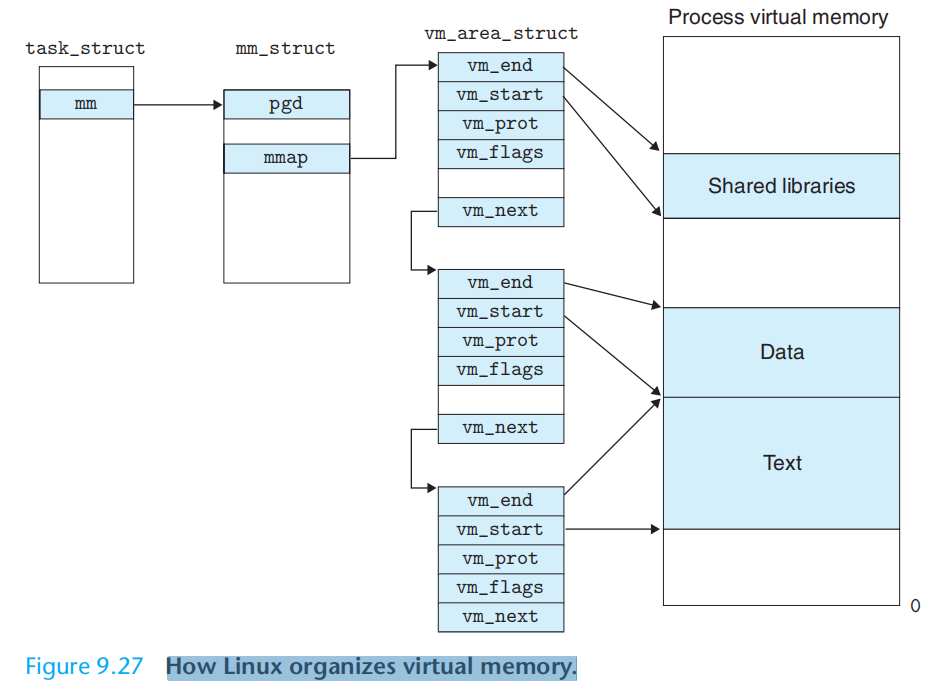 Process virtual memory
vm_area_struct
task_struct
mm_struct
mm
pgd
mmap
vm_end
vm_start
vm_prot
vm_flags
vm_next
vm_end
vm_start
vm_prot
vm_flags
vm_next
vm_end
vm_start
vm_prot
vm_flags
vm_next
Shared libraries
Data
Text
0
Figure 9.27 How Linux organizes virtual memory.